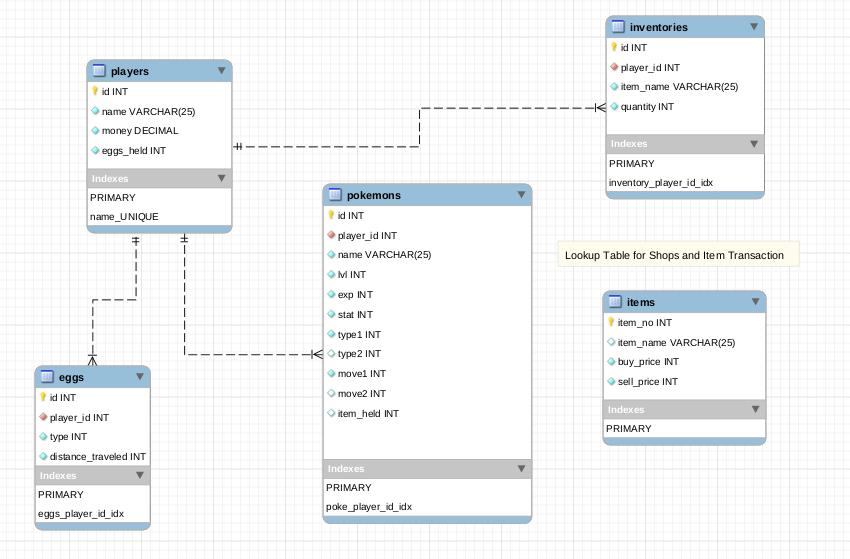 players
id INT
name VARCHAR(25)
money DECIMAL
eggs_held INT
Indexes
PRIMARY
name_UNIQUE
inventories
id INT
player_id INT
item_name VARCHAR(25)
quantity INT
Indexes
PRIMARY
inventory_player_id_idx
pokemons
id INT
player_id INT
name VARCHAR(25)
lvl INT
exp INT
stat INT
type1 INT
type2 INT
move1 INT
move2 INT
item_held INT
Indexes
PRIMARY
poke_player_id_idx
Lookup Table for Shops and Item Transaction
items
item_no INT
item_name VARCHAR(25)
buy_price INT
sell_price INT
Indexes
PRIMARY
eggs
id INT
player_id INT
type INT
distance_traveled INT
Indexes
PRIMARY
eggs_player_id_idx